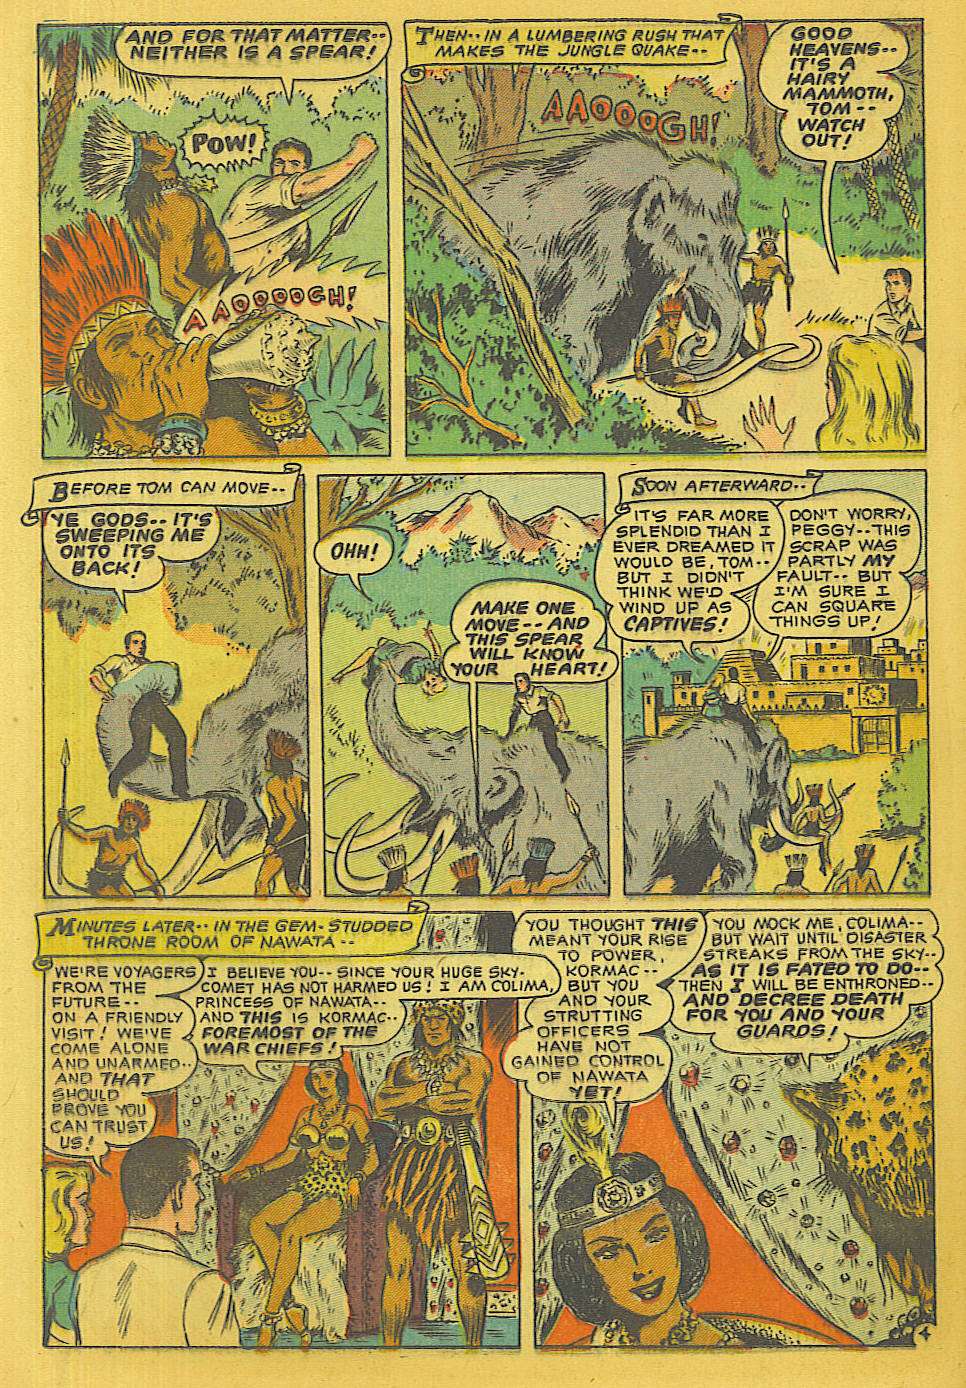 AND FOR THAT MATTER--
NEITHER IS A SPEAR!
POW!
AAOOOOGH!
THEN-- IN A LUMBERING RUSH THAT
MAKES THE JUNGLE QUAKE--
AAOOOGH!
GOOD
HEAVENS--
IT'S A
HAIRY
MAMMOTH,
TOM--
WATCH
OUT!
BEFORE TOM CAN MOVE--
YE GODS-- IT'S
SWEEPING ME
ONTO ITS
BACK!
OHH!
MAKE ONE
MOVE-- AND
THIS SPEAR
WILL KNOW
YOUR HEART!
SOON AFTERWARD--
IT'S FAR MORE
SPLENDID THAN I
EVER DREAMED IT
WOULD BE, TOM--
BUT I DIDN'T
THINK WE'D
WIND UP AS
CAPTIVES!
DON'T WORRY,
PEGGY-- THIS
SCRAP WAS
PARTLY MY
FAULT-- BUT
I'M SURE I
CAN SQUARE
THINGS UP!
MINUTES LATER-- IN THE GEM-STUDDED
THRONE ROOM OF NAWATA--
WE'RE VOYAGERS
FROM THE
FUTURE--
ON A FRIENDLY
VISIT! WE'VE
COME ALONE
AND UNARMED--
AND THAT
SHOULD
PROVE YOU
CAN TRUST
US!
I BELIEVE YOU-- SINCE YOUR HUGE SKY-
COMET HAS NOT HARMED US! I AM COLIMA,
PRINCESS OF NAWATA--
AND THIS IS KORMAC--
FOREMOST OF THE
WAR CHIEFS!
YOU THOUGHT THIS
MEANT YOUR RISE
TO POWER,
KORMAC--
BUT YOU
AND YOUR
STRUTTING
OFFICERS
HAVE NOT
GAINED CONTROL
OF NAWATA
YET!
YOU MOCK ME, COLIMA--
BUT WAIT UNTIL DISASTER
STREAKS FROM THE SKY--
AS IT IS FATED TO DO--
THEN I WILL BE ENTHRONED--
AND DECREE DEATH
FOR YOU AND YOUR
GUARDS!
4